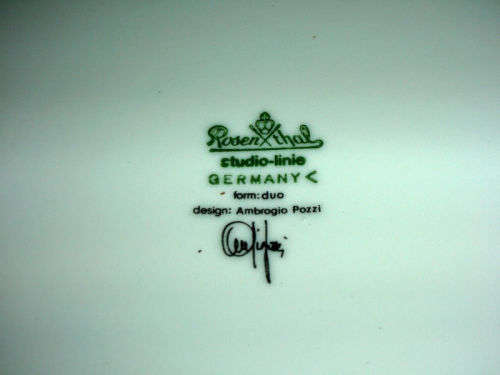 Rosenthal
studio-linie
GERMANY <
form: duo
design: Ambrogio Pozzi